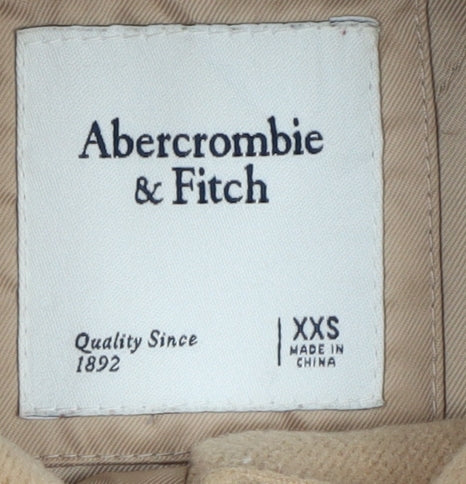 Abercrombie
& Fitch
Quality Since
1892
XXS
MADE IN
CHINA